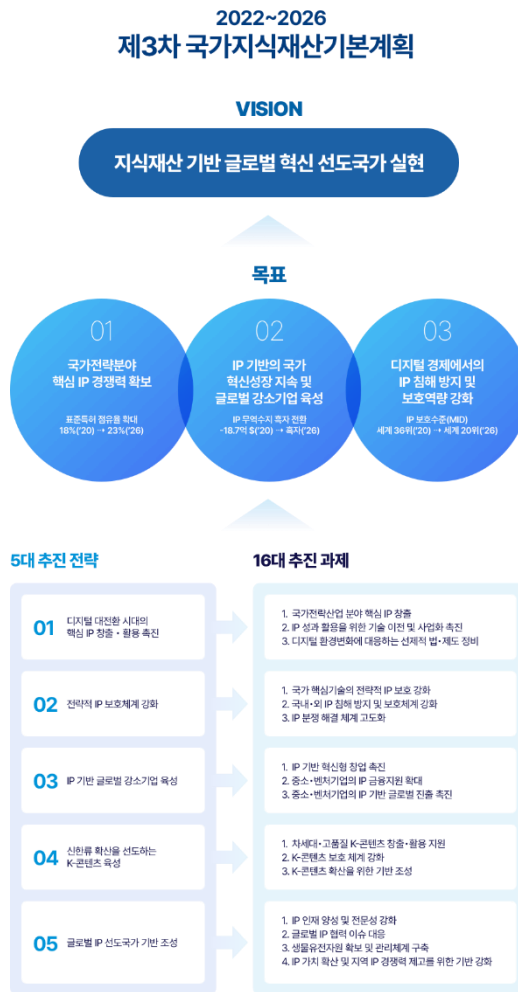 2022~2026
제3차 국가지식재산기본계획
VISION
지식재산 기반 글로벌 혁신 선도국가 실현
목표
01
국가전략분야
핵심 IP 경쟁력 확보
표준특허 점유율 확대
18%('20) → 23%('26)
02
IP 기반의 국가
혁신성장 지속 및
글로벌 강소기업 육성
IP 무역수지 흑자 전환
-18.7억 $('20) → 흑자('26)
03
디지털 경제에서의
IP 침해 방지 및
보호역량 강화
IP 보호수준(MID)
세계 36위('20) → 세계 20위('26)
5대 추진 전략
16대 추진 과제
01 디지털 대전환 시대의
핵심 IP 창출・활용 촉진
1. 국가전략산업 분야 핵심 IP 창출
2. IP 성과 활용을 위한 기술 이전 및 사업화 촉진
3. 디지털 환경변화에 대응하는 선제적 법•제도 정비
02 전략적 IP 보호체계 강화
1. 국가 핵심기술의 전략적 IP 보호 강화
2. 국내•외 IP 침해 방지 및 보호체계 강화
3. IP 분쟁 해결 체계 고도화
03 IP 기반 글로벌 강소기업 육성
1. IP 기반 혁신형 창업 촉진
2. 중소•벤처기업의 IP 금융지원 확대
3. 중소•벤처기업의 IP 기반 글로벌 진출 촉진
04 신한류 확산을 선도하는
K-콘텐츠 육성
1. 차세대•고품질 K-콘텐츠 창출•활용 지원
2. K-콘텐츠 보호 체계 강화
3. K-콘텐츠 확산을 위한 기반 조성
05 글로벌 IP 선도국가 기반 조성
1. IP 인재 양성 및 전문성 강화
2. 글로벌 IP 협력 이슈 대응
3. 생물유전자원 확보 및 관리체계 구축
4. IP 가치 확산 및 지역 IP 경쟁력 제고를 위한 기반 강화